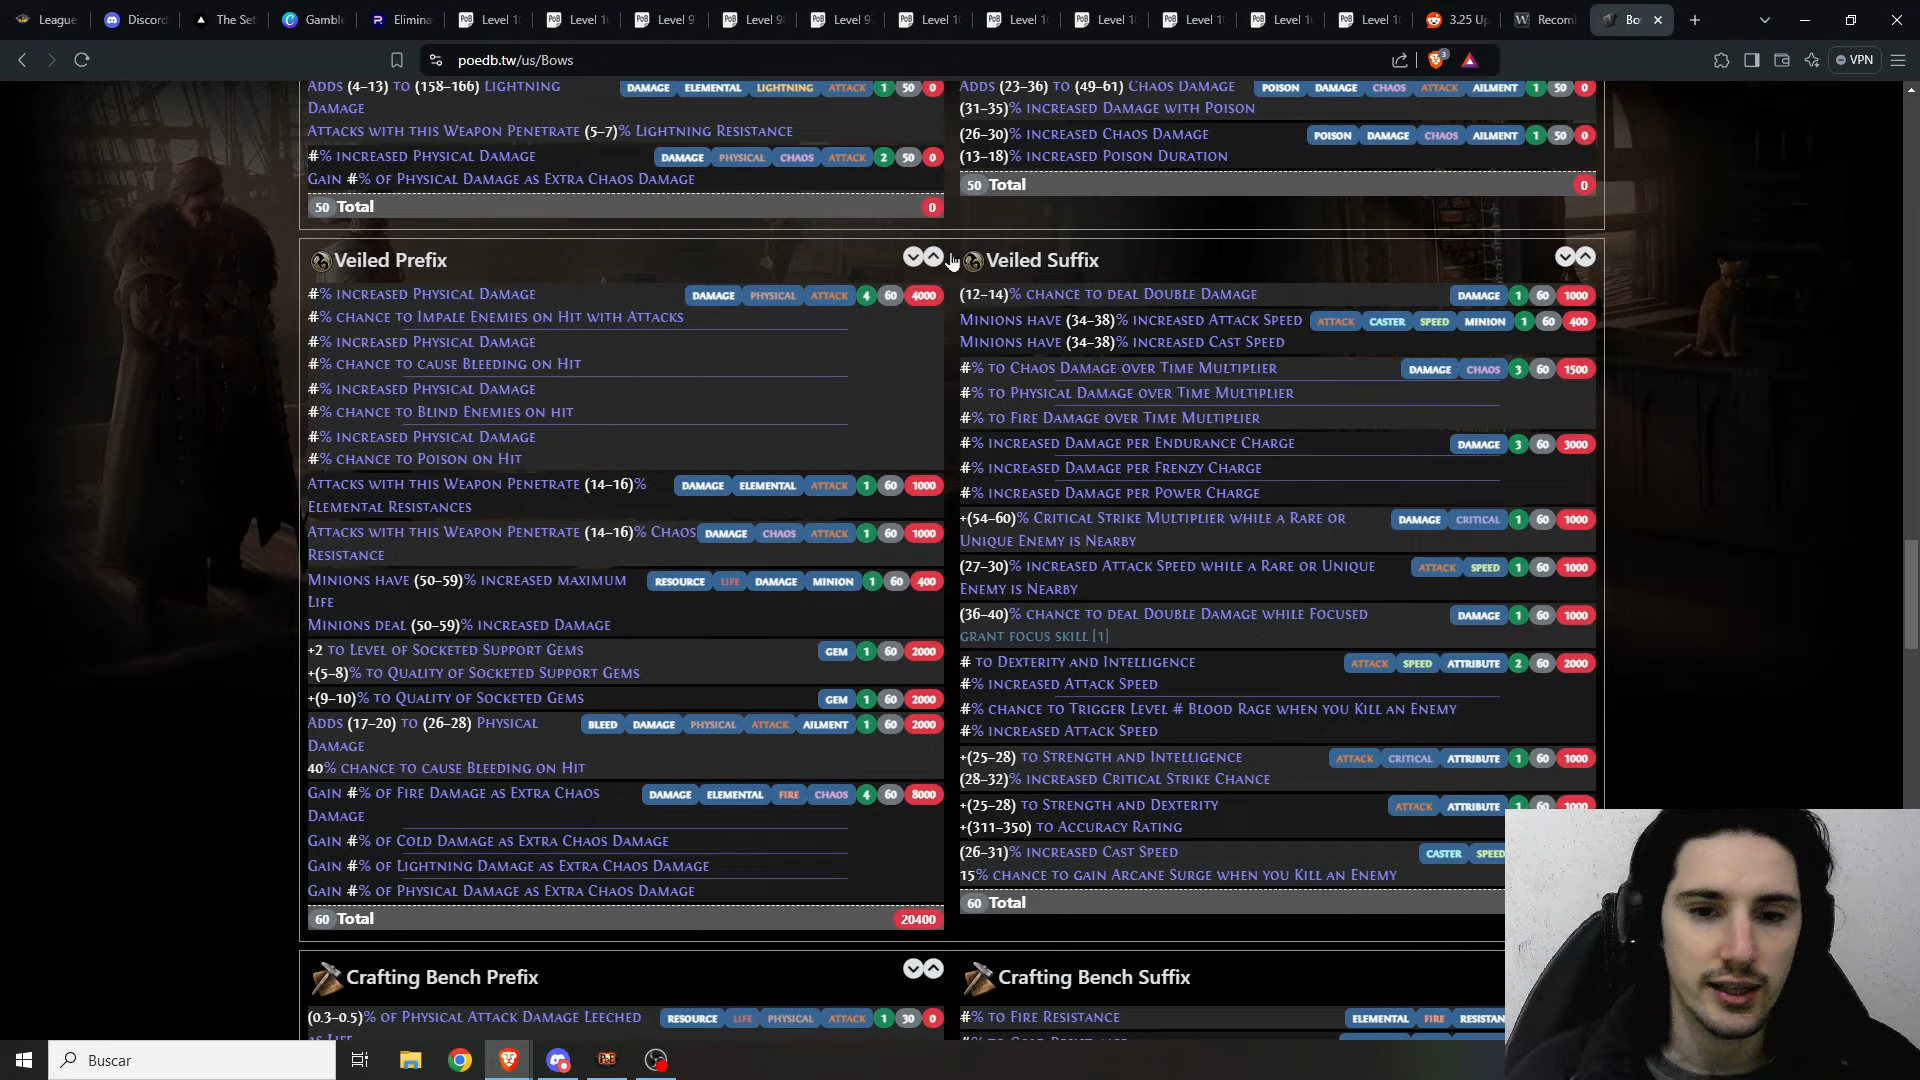 League
Discord
The Set
Gambl
Elimina
Level 10
Level 10
Level 9
Level 9
Level 9
Level 10
Level 10
Level 10
Level 10
Level 10
Level 10
3.25 Up
Recom
Bo
poedb.tw/us/Bows
VPN
Adds (4–13) to (158–166) Lightning Damage
DAMAGE ELEMENTAL LIGHTNING ATTACK 1 50 0
Attacks with this Weapon Penetrate (5–7)% Lightning Resistance
#% increased Physical Damage
DAMAGE PHYSICAL CHAOS ATTACK 2 50 0
Gain #% of Physical Damage as Extra Chaos Damage
50 Total 0
Adds (23–36) to (49–61) Chaos Damage
POISON DAMAGE CHAOS ATTACK AILMENT 1 50 0
(31–35)% increased Damage with Poison
(26–30)% increased Chaos Damage
POISON DAMAGE CHAOS AILMENT 1 50 0
(13–18)% increased Poison Duration
50 Total 0
Veiled Prefix
#% increased Physical Damage
DAMAGE PHYSICAL ATTACK 4 60 4000
#% chance to Impale Enemies on Hit with Attacks
#% increased Physical Damage
#% chance to cause Bleeding on Hit
#% increased Physical Damage
#% chance to Blind Enemies on hit
#% increased Physical Damage
#% chance to Poison on Hit
Attacks with this Weapon Penetrate (14–16)%
DAMAGE ELEMENTAL ATTACK 1 60 1000
Elemental Resistances
Attacks with this Weapon Penetrate (14–16)% Chaos
DAMAGE CHAOS ATTACK 1 60 1000
Resistance
Minions have (50–59)% increased maximum
RESOURCE LIFE DAMAGE MINION 1 60 400
Life
Minions deal (50–59)% increased Damage
+2 to Level of Socketed Support Gems
GEM 1 60 2000
+(5–8)% to Quality of Socketed Support Gems
+(9–10)% to Quality of Socketed Gems
GEM 1 60 2000
Adds (17–20) to (26–28) Physical
BLEED DAMAGE PHYSICAL ATTACK AILMENT 1 60 2000
Damage
40% chance to cause Bleeding on Hit
Gain #% of Fire Damage as Extra Chaos
DAMAGE ELEMENTAL FIRE CHAOS 4 60 8000
Damage
Gain #% of Cold Damage as Extra Chaos Damage
Gain #% of Lightning Damage as Extra Chaos Damage
Gain #% of Physical Damage as Extra Chaos Damage
60 Total 20400
Veiled Suffix
(12–14)% chance to deal Double Damage
DAMAGE 1 60 1000
Minions have (34–38)% increased Attack Speed
ATTACK CASTER SPEED MINION 1 60 400
Minions have (34–38)% increased Cast Speed
#% to Chaos Damage over Time Multiplier
DAMAGE CHAOS 3 60 1500
#% to Physical Damage over Time Multiplier
#% to Fire Damage over Time Multiplier
#% increased Damage per Endurance Charge
DAMAGE 3 60 3000
#% increased Damage per Frenzy Charge
#% increased Damage per Power Charge
+(54–60)% Critical Strike Multiplier while a Rare or
DAMAGE CRITICAL 1 60 1000
Unique Enemy is Nearby
(27–30)% increased Attack Speed while a Rare or Unique
ATTACK SPEED 1 60 1000
Enemy is Nearby
(36–40)% chance to deal Double Damage while Focused
DAMAGE 1 60 1000
grant focus skill [1]
# to Dexterity and Intelligence
ATTACK SPEED ATTRIBUTE 2 60 2000
#% increased Attack Speed
#% chance to Trigger Level # Blood Rage when you Kill an Enemy
#% increased Attack Speed
+(25–28) to Strength and Intelligence
ATTACK CRITICAL ATTRIBUTE 1 60 1000
(28–32)% increased Critical Strike Chance
+(25–28) to Strength and Dexterity
ATTACK ATTRIBUTE 1 60 1000
+(311–350) to Accuracy Rating
(26–31)% increased Cast Speed
CASTER SPEED
15% chance to gain Arcane Surge when you Kill an Enemy
60 Total
Crafting Bench Prefix
(0.3–0.5)% of Physical Attack Damage Leeched
RESOURCE LIFE PHYSICAL ATTACK 1 30 0
as Life
Crafting Bench Suffix
#% to Fire Resistance
ELEMENTAL FIRE RESISTAN
Buscar